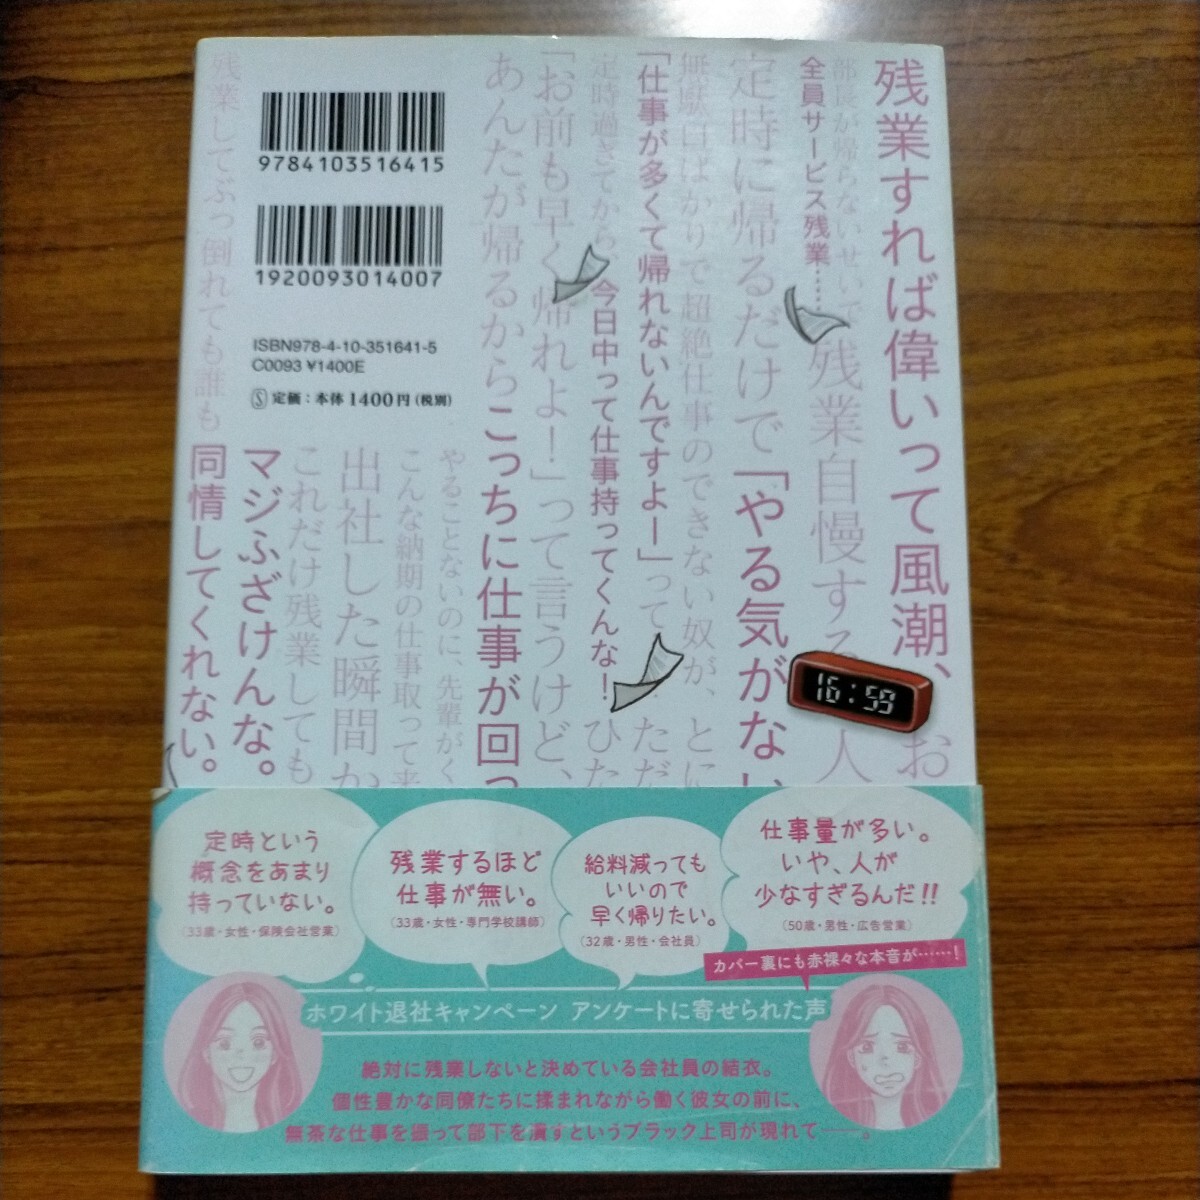 残業すれば偉いって風潮、お
部長が帰らないせいで
全員サービス残業……
残業自慢する人
定時に帰るだけで「やる気がない、
無駄口ばかりで超絶仕事のできない奴が、とに
「仕事が多くて帰れないんですよー」って、ただ
定時過ぎてから、今日中って仕事持ってくんな！ひた
「お前も早く帰れよ！」って言うけど、
あんたが帰るからこっちに仕事が回っ
やることないのに、先輩がく
こんな納期の仕事取って来
出社した瞬間か
これだけ残業しても
マジふざけんな。
残業してぶっ倒れても誰も
同情してくれない。
9784103516415
1920093014007
ISBN978-4-10-351641-5
C0093 ¥1400E
Ⓢ 定価：本体1400円（税別）
16:59
定時という
概念をあまり
持っていない。
（33歳・女性・保険会社営業）
残業するほど
仕事が無い。
（33歳・女性・専門学校講師）
給料減っても
いいので
早く帰りたい。
（32歳・男性・会社員）
仕事量が多い。
いや、人が
少なすぎるんだ!!
（50歳・男性・広告営業）
カバー裏にも赤裸々な本音が……！
ホワイト退社キャンペーン アンケートに寄せられた声
絶対に残業しないと決めている会社員の結衣。
個性豊かな同僚たちに揉まれながら働く彼女の前に、
無茶な仕事を振って部下を潰すというブラック上司が現れて――。